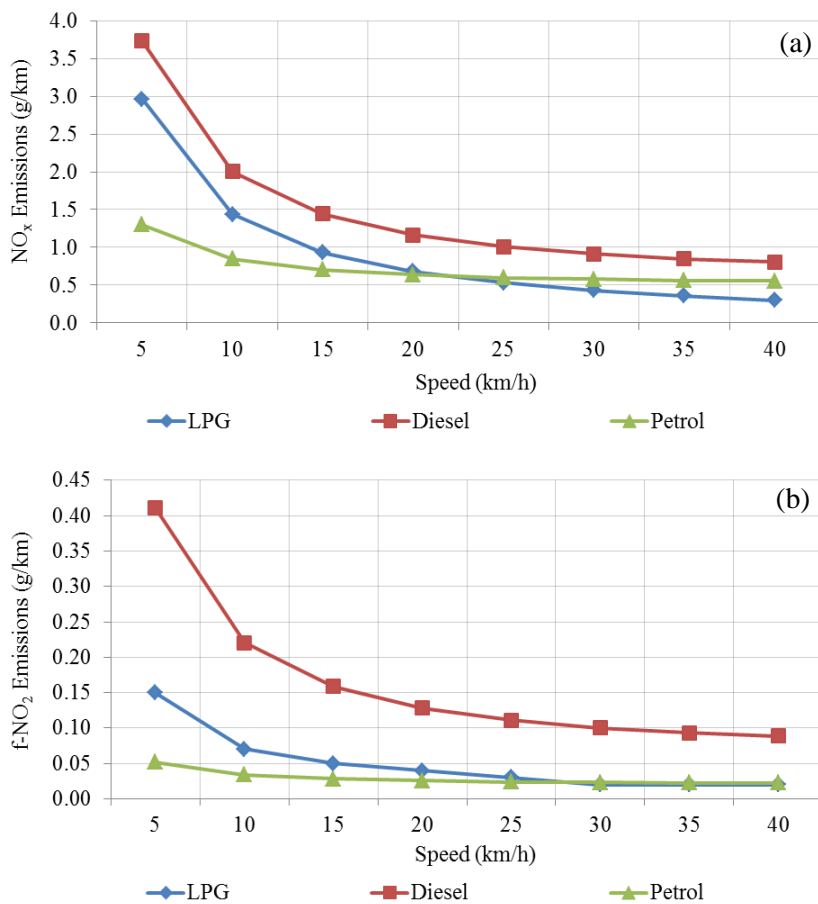 (a)
NOₓ Emissions (g/km)
4.0
3.5
3.0
2.5
2.0
1.5
1.0
0.5
0.0
5 10 15 20 25 30 35 40
Speed (km/h)
LPG Diesel Petrol
(b)
f-NO₂ Emissions (g/km)
0.45
0.40
0.35
0.30
0.25
0.20
0.15
0.10
0.05
0.00
5 10 15 20 25 30 35 40
Speed (km/h)
LPG Diesel Petrol